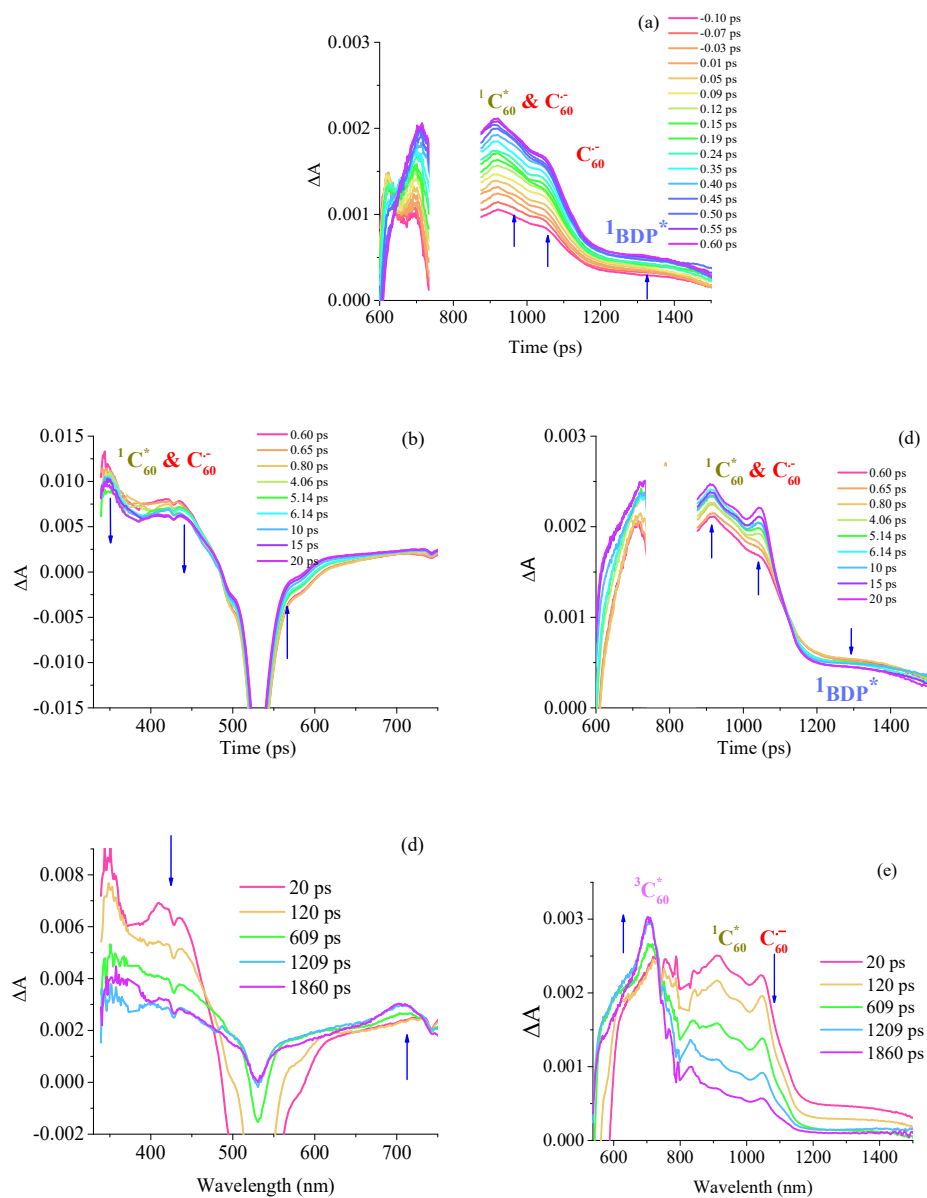 (a)
-0.10 ps
-0.07 ps
-0.03 ps
0.01 ps
0.05 ps
0.09 ps
0.12 ps
0.15 ps
0.19 ps
0.24 ps
0.35 ps
0.40 ps
0.45 ps
0.50 ps
0.55 ps
0.60 ps
¹C₆₀* & C₆₀·⁻
C₆₀·⁻
¹BDP*
0.003
0.002
0.001
0.000
ΔA
600 800 1000 1200 1400
Time (ps)
(b)
¹C₆₀* & C₆₀·⁻
0.60 ps
0.65 ps
0.80 ps
4.06 ps
5.14 ps
6.14 ps
10 ps
15 ps
20 ps
0.015
0.010
0.005
0.000
-0.005
-0.010
-0.015
ΔA
400 500 600 700
Time (ps)
(d)
¹C₆₀* & C₆₀·⁻
0.60 ps
0.65 ps
0.80 ps
4.06 ps
5.14 ps
6.14 ps
10 ps
15 ps
20 ps
¹BDP*
0.003
0.002
0.001
0.000
ΔA
600 800 1000 1200 1400
Time (ps)
(d)
20 ps
120 ps
609 ps
1209 ps
1860 ps
0.008
0.006
0.004
0.002
0.000
-0.002
ΔA
400 500 600 700
Wavelength (nm)
(e)
³C₆₀*
¹C₆₀*
C₆₀·⁻
20 ps
120 ps
609 ps
1209 ps
1860 ps
0.003
0.002
0.001
0.000
ΔA
600 800 1000 1200 1400
Wavelenth (nm)